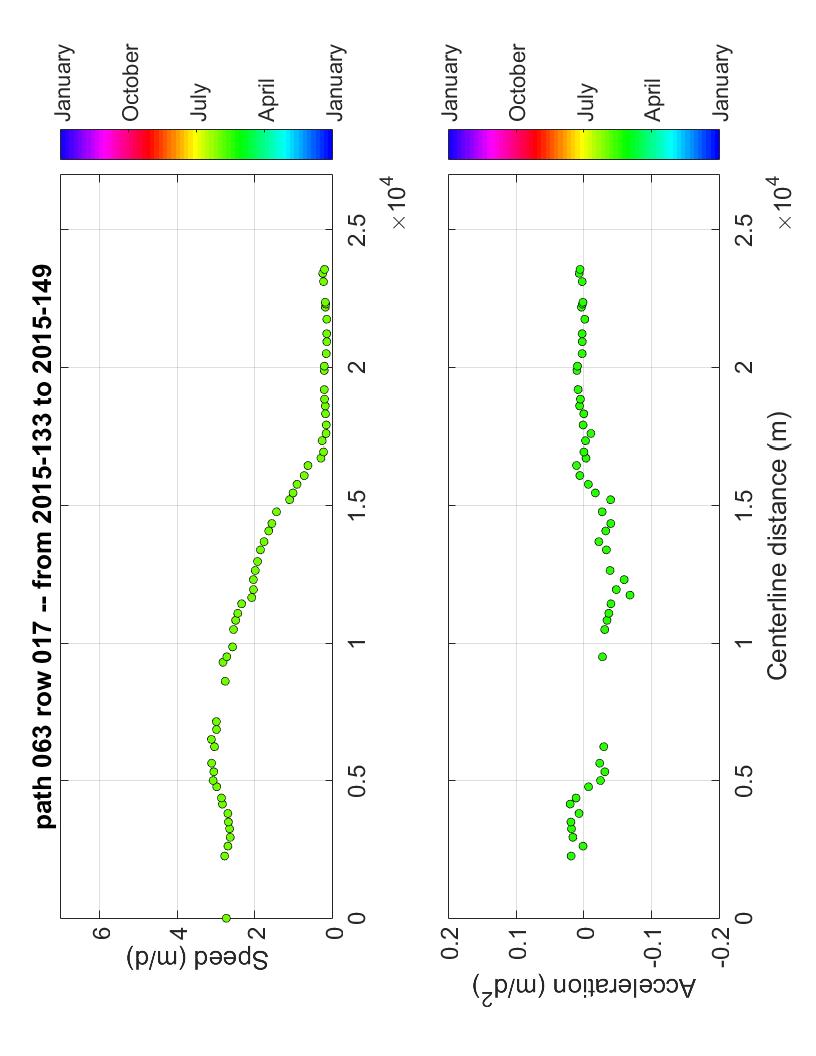 path 063 row 017 -- from 2015-133 to 2015-149
Speed (m/d)
6
4
2
0
0
0.5
1
1.5
2
2.5
×10^4
January
October
July
April
January
Acceleration (m/d^2)
0.2
0.1
0
-0.1
-0.2
0
0.5
1
1.5
2
2.5
×10^4
Centerline distance (m)
January
October
July
April
January